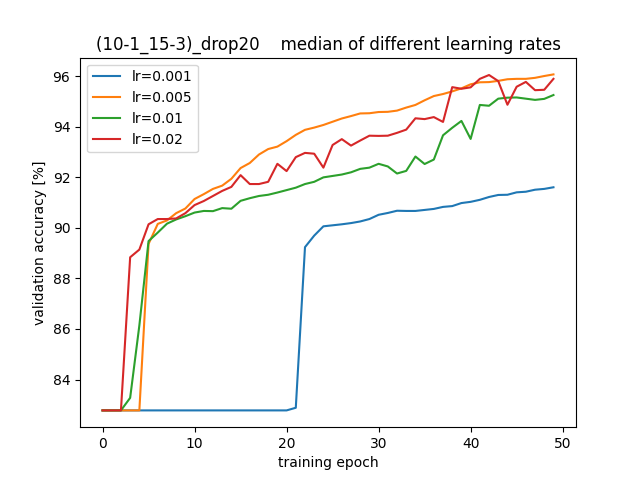 (10-1_15-3)_drop20    median of different learning rates
lr=0.001
lr=0.005
lr=0.01
lr=0.02
validation accuracy [%]
96
94
92
90
88
86
84
0 10 20 30 40 50
training epoch